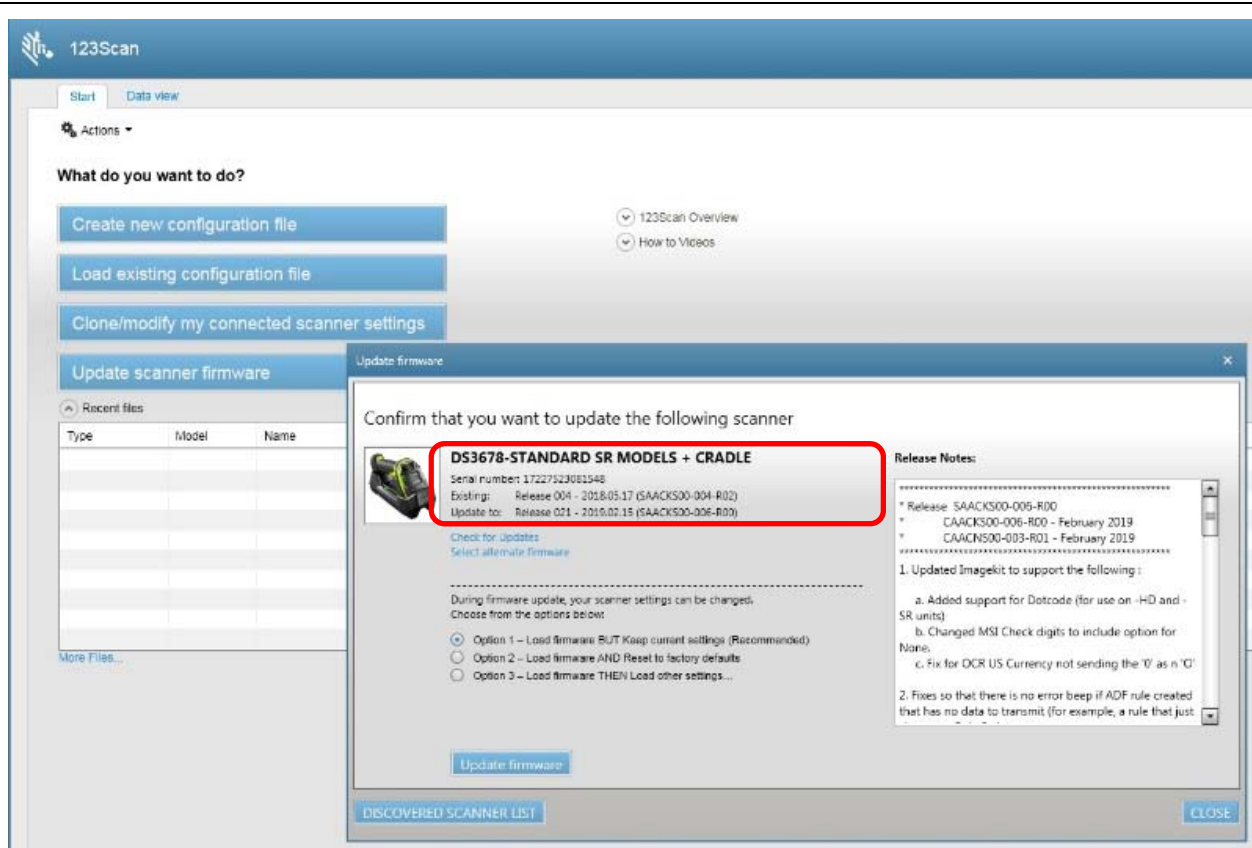 123Scan
Start Data view
Actions
What do you want to do?
Create new configuration file
Load existing configuration file
Clone/modify my connected scanner settings
Update scanner firmware
123Scan Overview
How to Videos
Recent files
Type Model Name
More Files...
Update firmware
Confirm that you want to update the following scanner
DS3678-STANDARD SR MODELS + CRADLE
Serial number: 17227523081548
Existing: Release 004 - 2018.05.17 (SAACKS00-004-R02)
Update to: Release 021 - 2019.02.15 (SAACKS00-006-R00)
Check for Updates
Select alternate firmware
During firmware update, your scanner settings can be changed.
Choose from the options below:
Option 1 – Load firmware BUT Keep current settings (Recommended)
Option 2 – Load firmware AND Reset to factory defaults
Option 3 – Load firmware THEN Load other settings...
Update firmware
Release Notes:
*******************************************************************
* Release SAACKS00-006-R00
* CAACKS00-006-R00 - February 2019
* CAACNS00-003-R01 - February 2019
*******************************************************************
1. Updated Imagekit to support the following :
a. Added support for Dotcode (for use on -HD and -
SR units)
b. Changed MSI Check digits to include option for
None.
c. Fix for OCR US Currency not sending the '0' as n 'O'
2. Fixes so that there is no error beep if ADF rule created
that has no data to transmit (for example, a rule that just
DISCOVERED SCANNER LIST
CLOSE